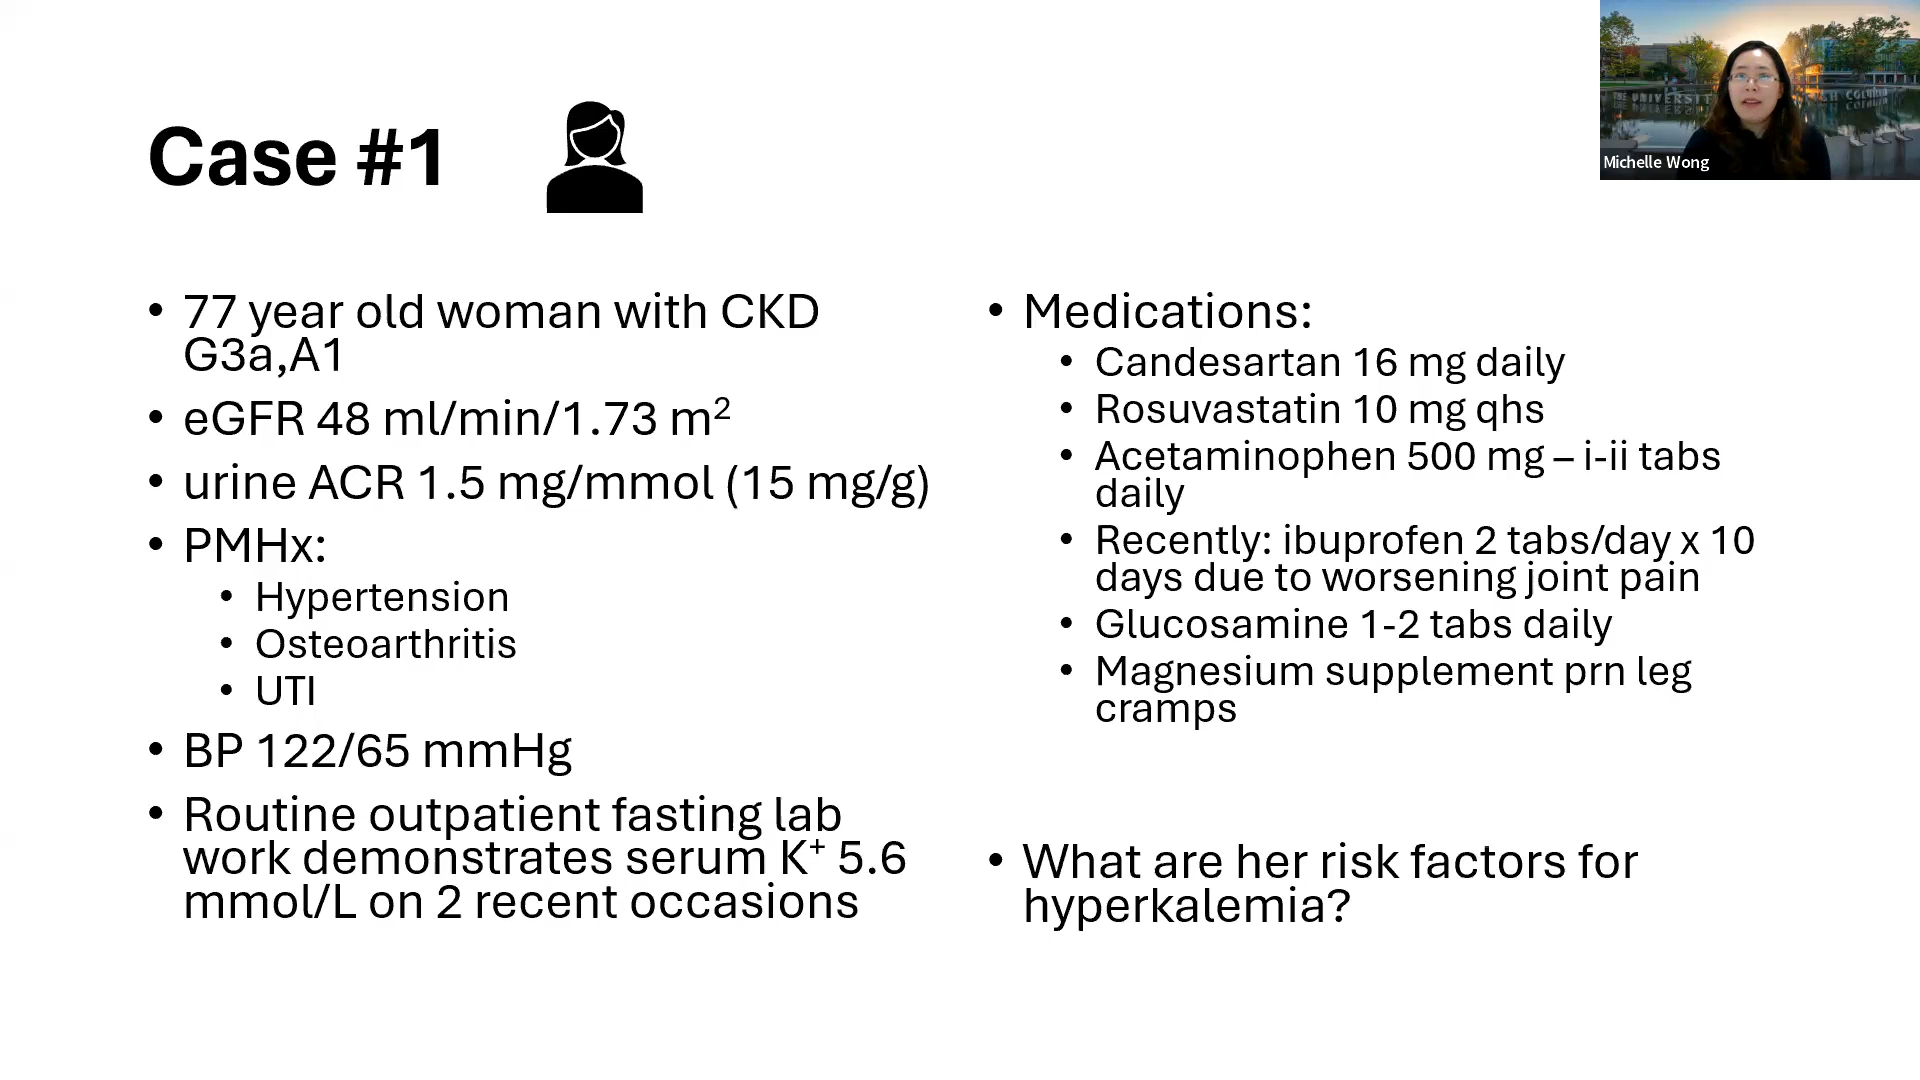 Case #1
• 77 year old woman with CKD
G3a,A1
• eGFR 48 ml/min/1.73 m²
• urine ACR 1.5 mg/mmol (15 mg/g)
• PMHx:
• Hypertension
• Osteoarthritis
• UTI
• BP 122/65 mmHg
• Routine outpatient fasting lab
work demonstrates serum K⁺ 5.6
mmol/L on 2 recent occasions
• Medications:
• Candesartan 16 mg daily
• Rosuvastatin 10 mg qhs
• Acetaminophen 500 mg – i-ii tabs
daily
• Recently: ibuprofen 2 tabs/day x 10
days due to worsening joint pain
• Glucosamine 1-2 tabs daily
• Magnesium supplement prn leg
cramps
• What are her risk factors for
hyperkalemia?
THE UNIVERSIT
Michelle Wong